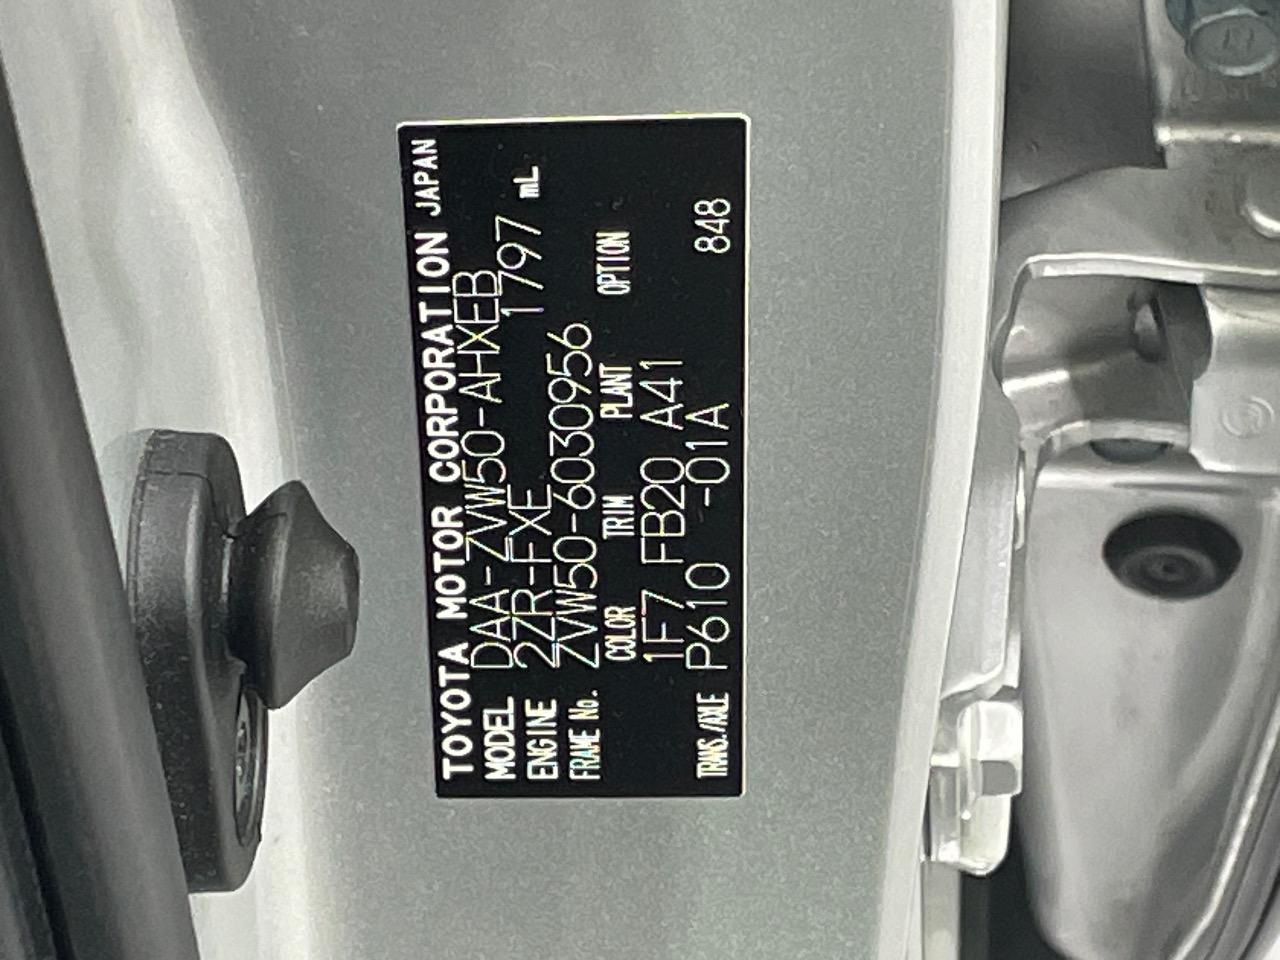 TOYOTA MOTOR CORPORATION JAPAN
MODEL DAA-ZVW50-AHXEB
ENGINE 2ZR-FXE 1797 mL
FRAME No. ZVW50-6030956
COLOR TRIM PLANT OPTION
1F7 FB20 A41
TRANS./AXLE P610 -01A 848